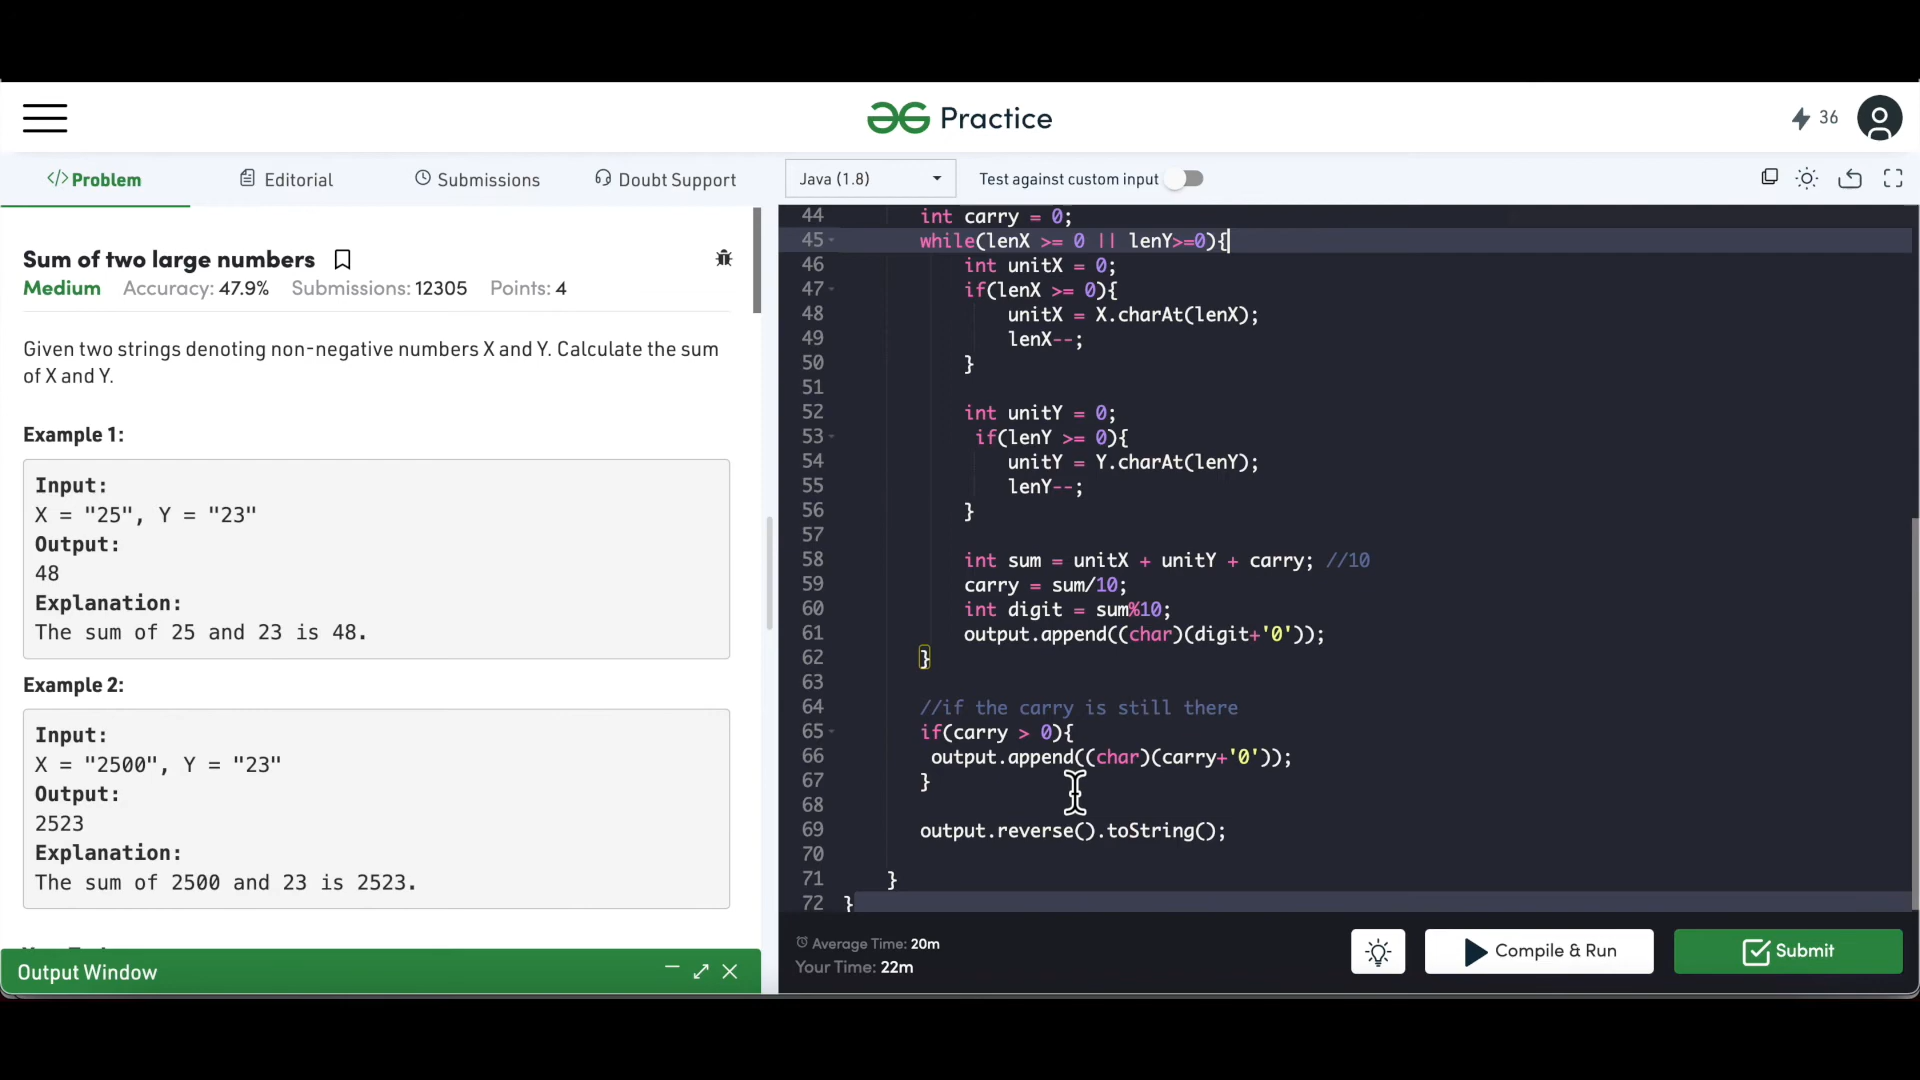 Practice
36
</> Problem
Editorial
Submissions
Doubt Support
Java (1.8)
Test against custom input
Sum of two large numbers
Medium Accuracy: 47.9% Submissions: 12305 Points: 4
Given two strings denoting non-negative numbers X and Y. Calculate the sum
of X and Y.
Example 1:
Input:
X = "25", Y = "23"
Output:
48
Explanation:
The sum of 25 and 23 is 48.
Example 2:
Input:
X = "2500", Y = "23"
Output:
2523
Explanation:
The sum of 2500 and 23 is 2523.
Output Window
44 int carry = 0;
45 while(lenX >= 0 || lenY>=0){
46 int unitX = 0;
47 if(lenX >= 0){
48 unitX = X.charAt(lenX);
49 lenX--;
50 }
51
52 int unitY = 0;
53 if(lenY >= 0){
54 unitY = Y.charAt(lenY);
55 lenY--;
56 }
57
58 int sum = unitX + unitY + carry; //10
59 carry = sum/10;
60 int digit = sum%10;
61 output.append((char)(digit+'0'));
62 }
63
64 //if the carry is still there
65 if(carry > 0){
66 output.append((char)(carry+'0'));
67 }
68
69 output.reverse().toString();
70
71 }
72 }
Average Time: 20m
Your Time: 22m
Compile & Run
Submit